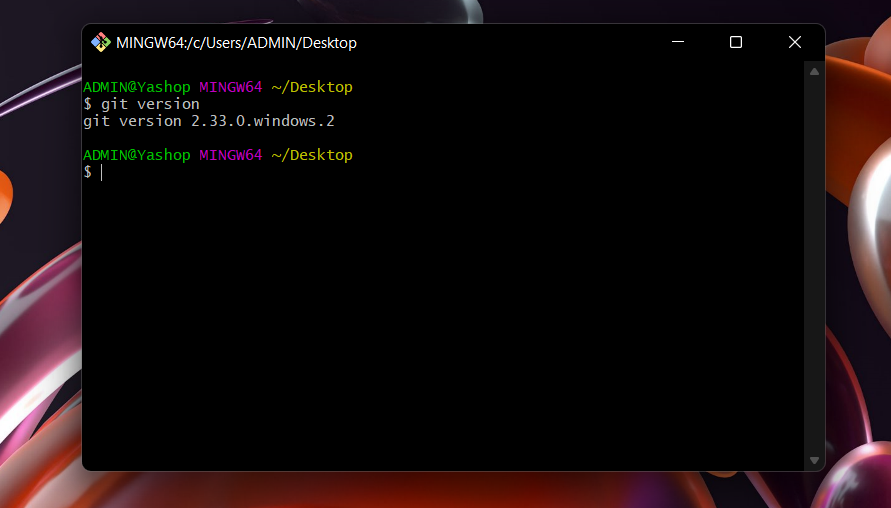 MINGW64:/c/Users/ADMIN/Desktop
ADMIN@Yashop MINGW64 ~/Desktop
$ git version
git version 2.33.0.windows.2
ADMIN@Yashop MINGW64 ~/Desktop
$